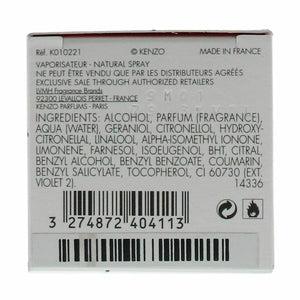 Réf. K010221 © KENZO MADE IN FRANCE
VAPORISATEUR - NATURAL SPRAY
NE PEUT ÊTRE VENDU QUE PAR LES DISTRIBUTEURS AGRÉÉS
EXCLUSIVE SALE THROUGH AUTHORIZED RETAILERS
LVMH Fragrance Brands
92300 LEVALLOIS PERRET - FRANCE
KENZO PARFUMS - PARIS
INGREDIENTS: ALCOHOL, PARFUM (FRAGRANCE),
AQUA (WATER), GERANIOL, CITRONELLOL, HYDROXY-
CITRONELLAL, LINALOOL, ALPHA-ISOMETHYL IONONE,
LIMONENE, FARNESOL, ISOEUGENOL, BHT, CITRAL,
BENZYL ALCOHOL, BENZYL BENZOATE, COUMARIN,
BENZYL SALICYLATE, TOCOPHEROL, CI 60730 (EXT.
VIOLET 2). 14336
3 274872 404113